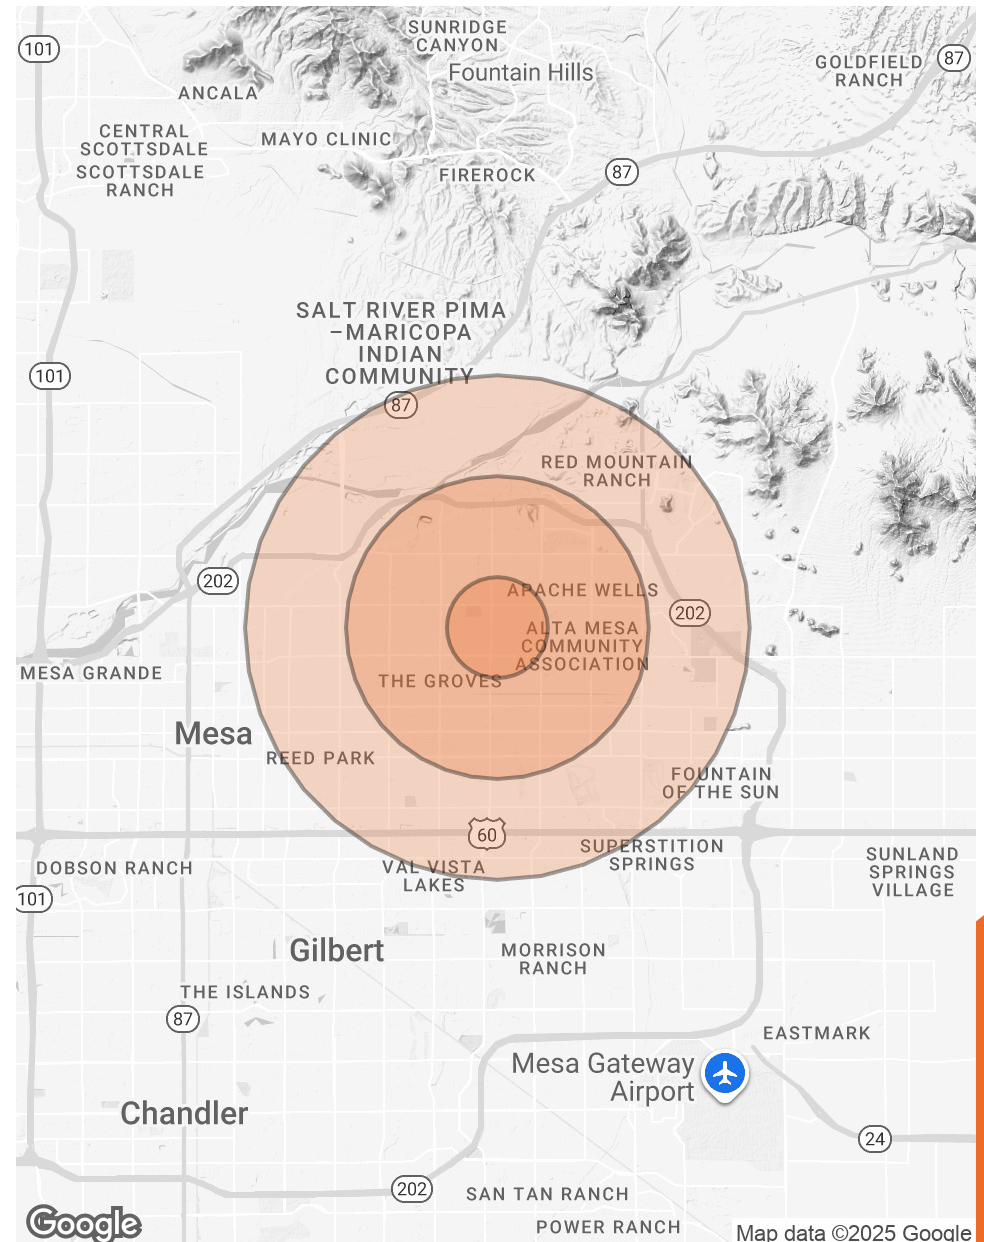 SUNRIDGE
CANYON
101
87
Fountain Hills
GOLDFIELD
RANCH
ANCALA
CENTRAL
SCOTTSDALE
MAYO CLINIC
SCOTTSDALE
RANCH
FIREROCK
87
SALT RIVER PIMA
–MARICOPA
INDIAN
COMMUNITY
101
87
RED MOUNTAIN
RANCH
202
APACHE WELLS
202
ALTA MESA
COMMUNITY
ASSOCIATION
MESA GRANDE
THE GROVES
Mesa
REED PARK
FOUNTAIN
OF THE SUN
60
SUPERSTITION
SPRINGS
DOBSON RANCH
VAL VISTA
LAKES
SUNLAND
SPRINGS
VILLAGE
101
Gilbert
MORRISON
RANCH
THE ISLANDS
87
EASTMARK
Mesa Gateway
Airport
Chandler
24
202
SAN TAN RANCH
POWER RANCH
Google
Map data ©2025 Google